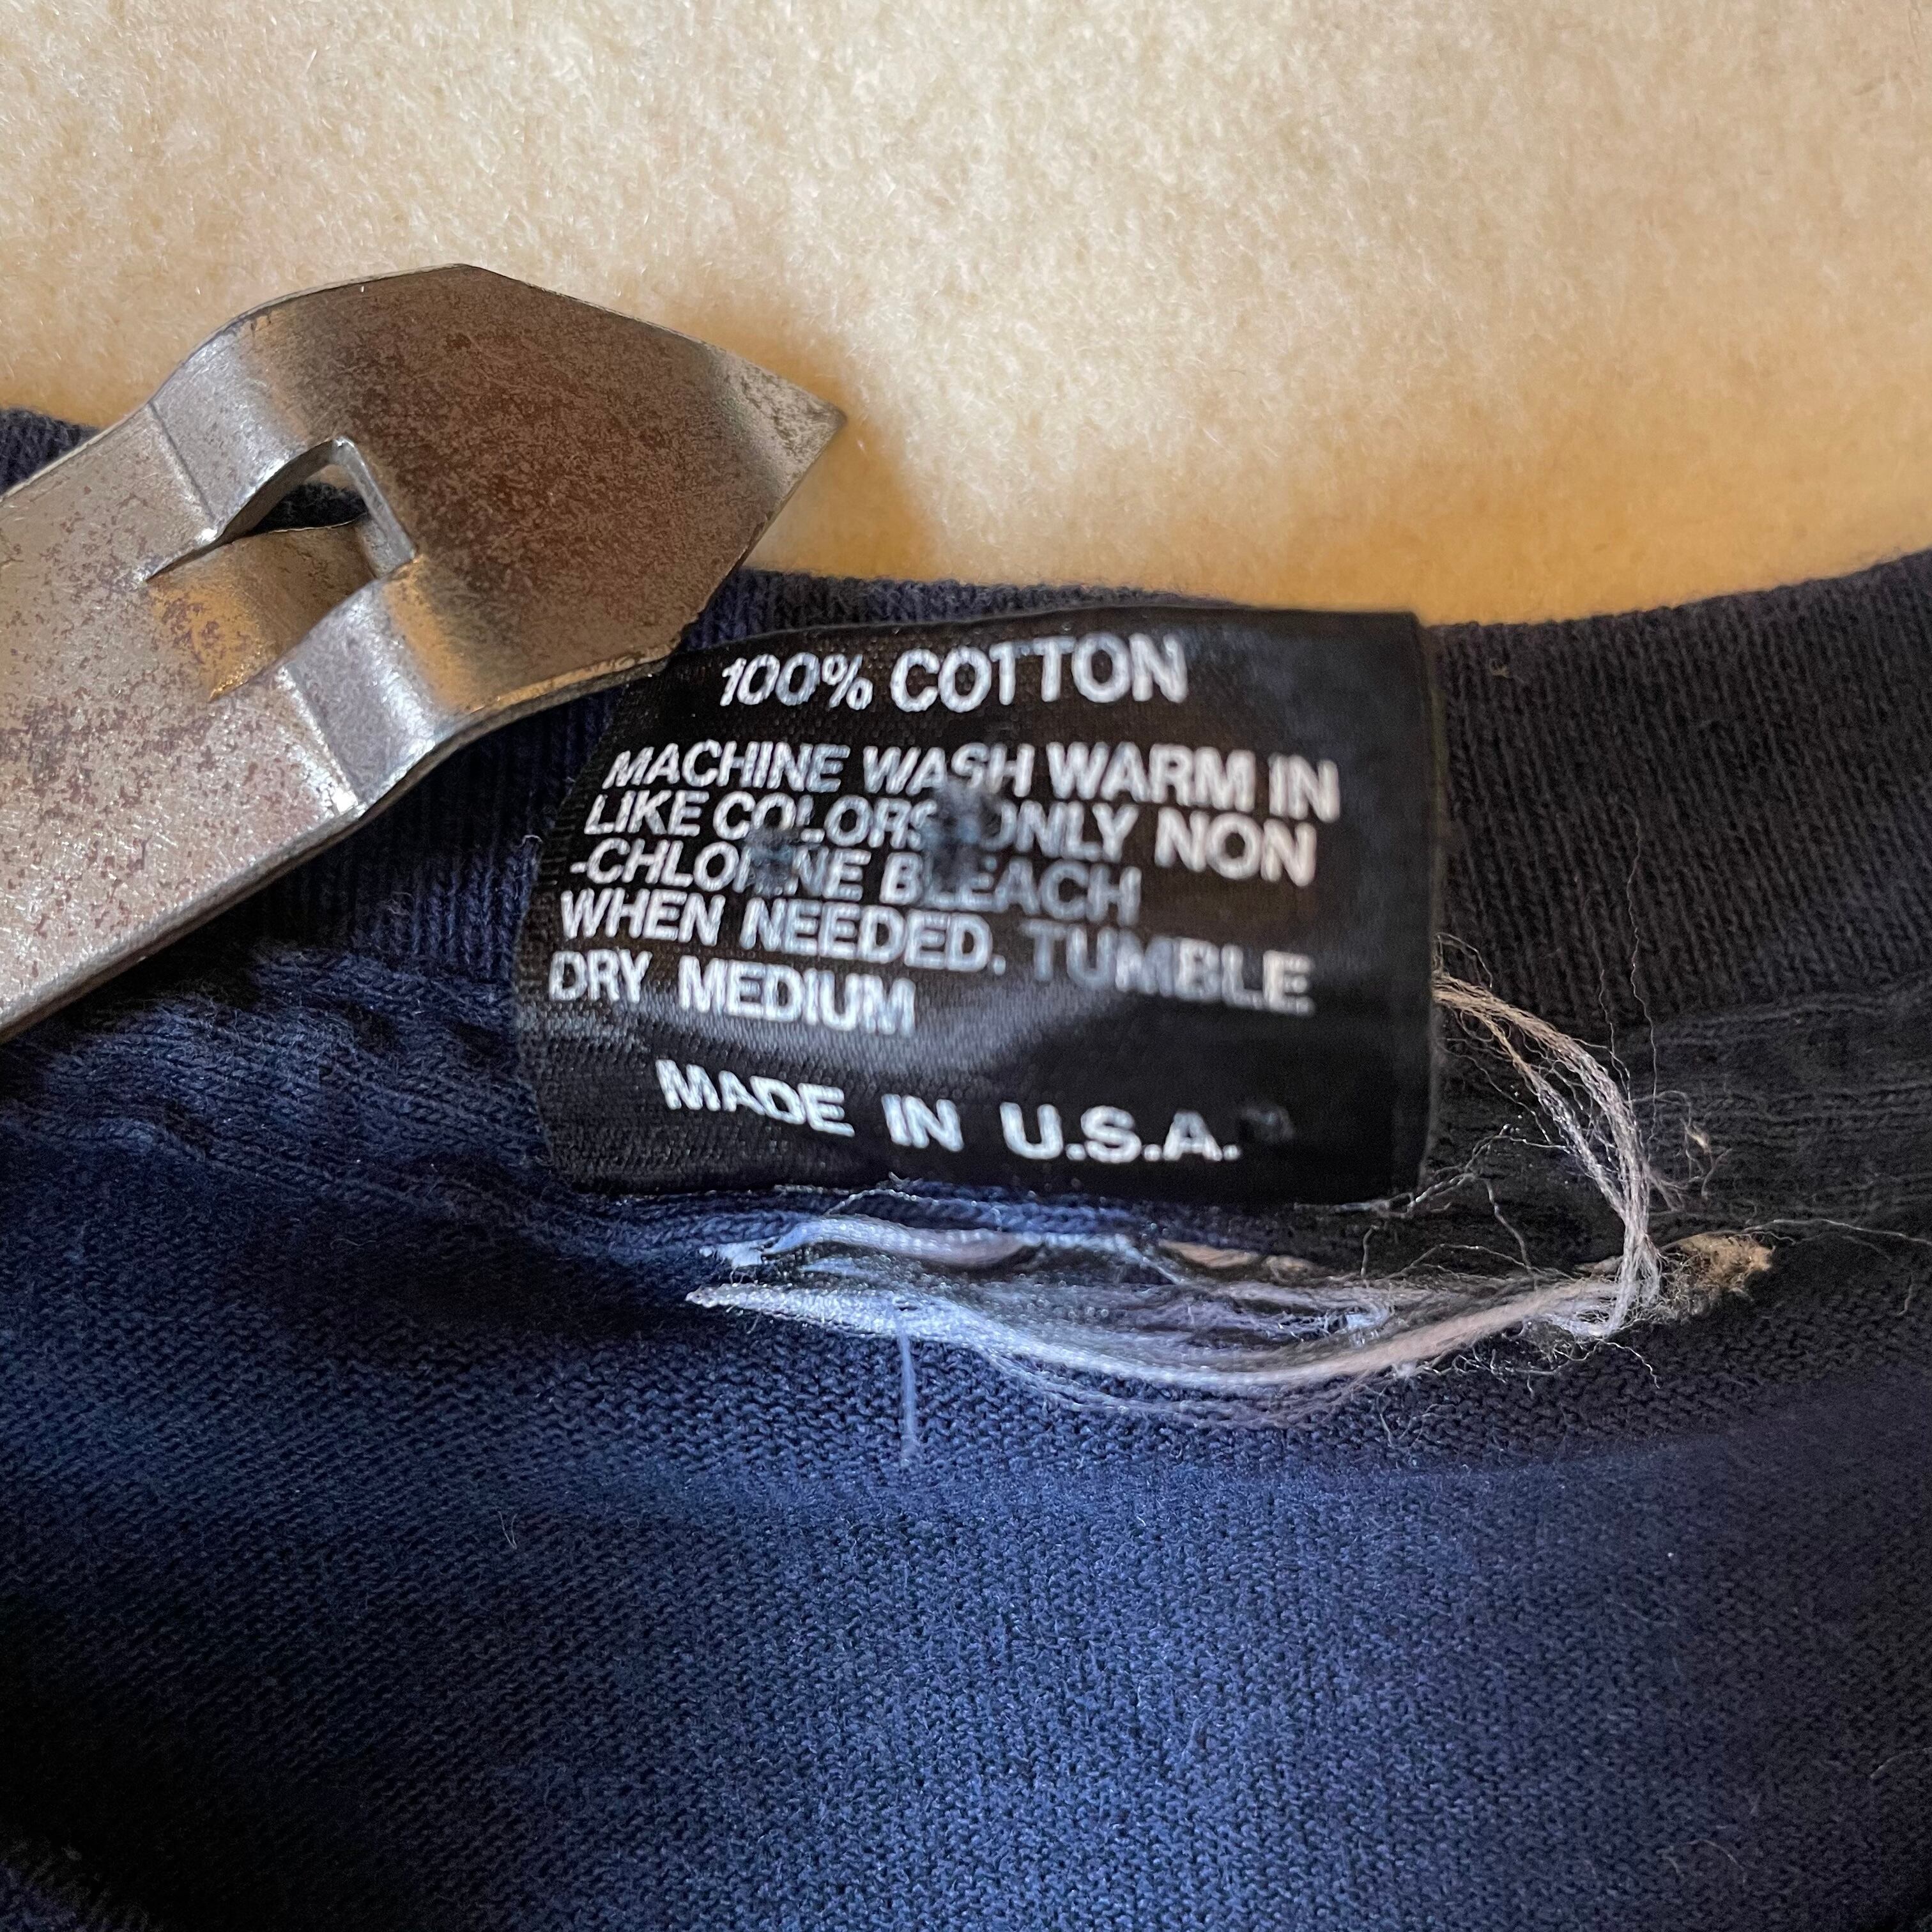 100% COTTON
MACHINE WASH WARM IN
LIKE COLORS ONLY NON
-CHLORINE BLEACH
WHEN NEEDED. TUMBLE
DRY MEDIUM
MADE IN U.S.A.